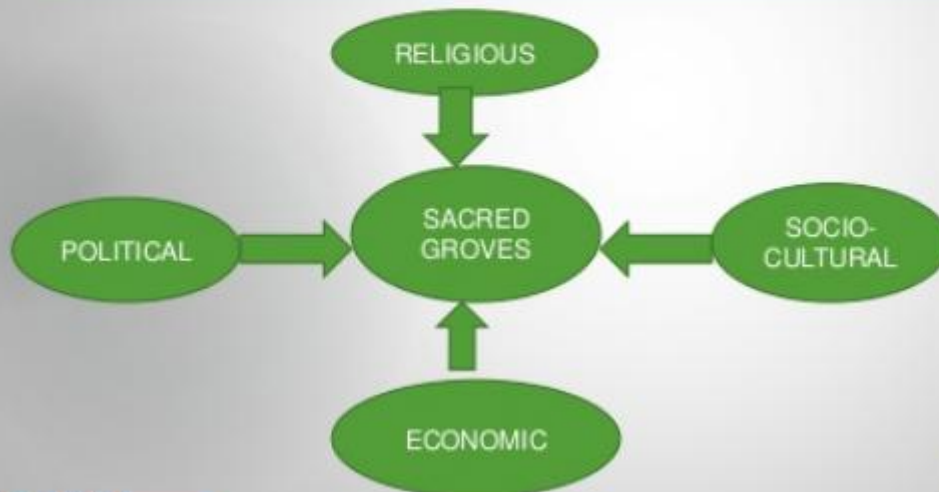 RELIGIOUS
POLITICAL
SACRED
GROVES
SOCIO-
CULTURAL
ECONOMIC